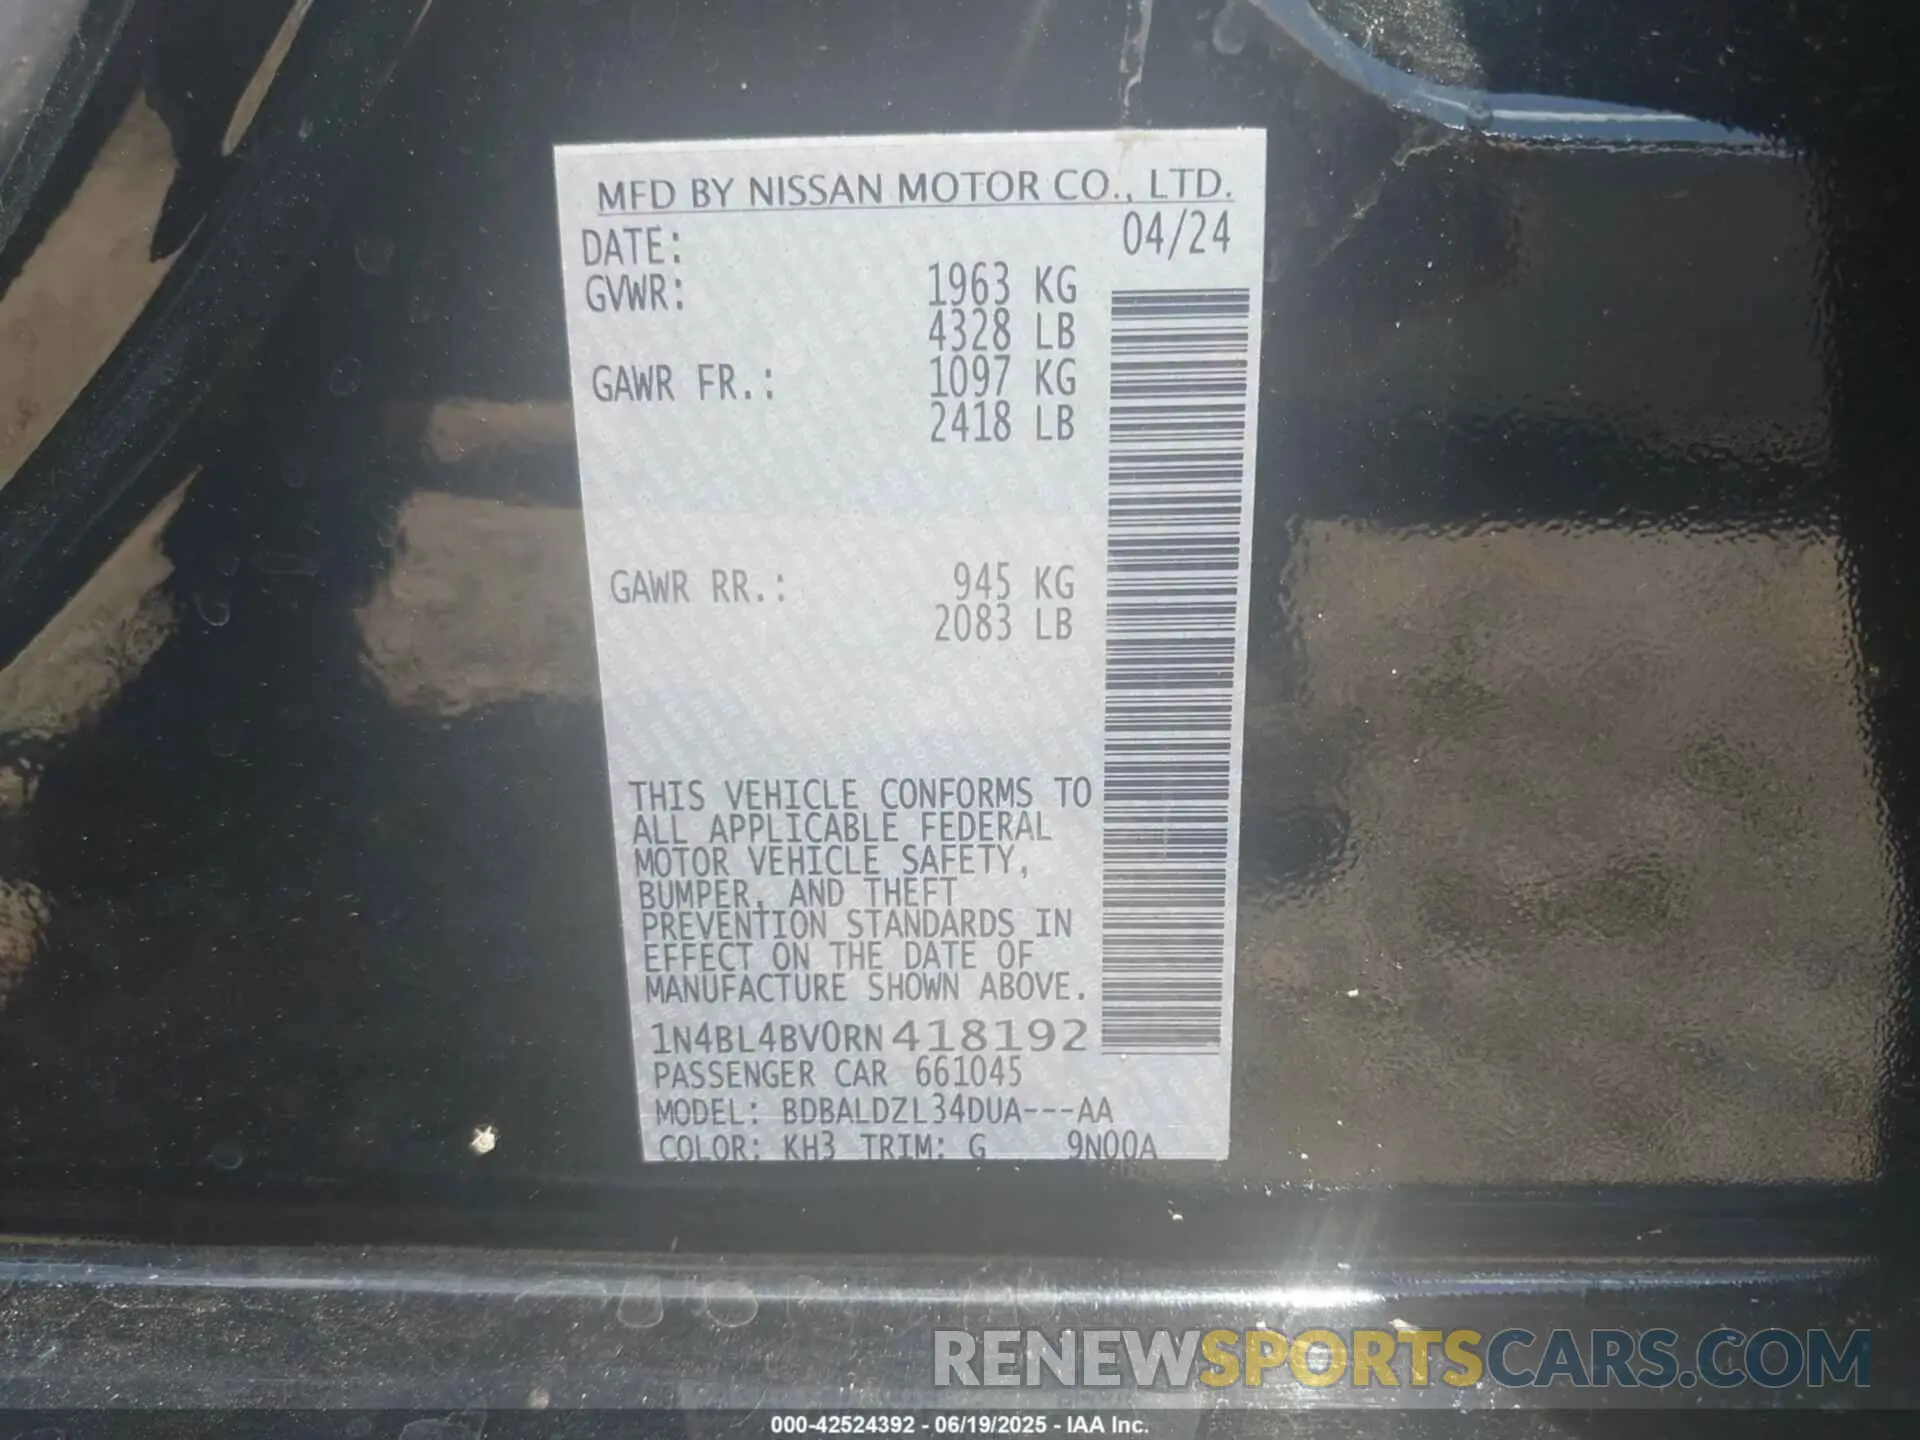 MFD BY NISSAN MOTOR CO., LTD.
DATE: 04/24
GVWR: 1963 KG
4328 LB
GAWR FR.: 1097 KG
2418 LB
GAWR RR.: 945 KG
2083 LB
THIS VEHICLE CONFORMS TO
ALL APPLICABLE FEDERAL
MOTOR VEHICLE SAFETY,
BUMPER, AND THEFT
PREVENTION STANDARDS IN
EFFECT ON THE DATE OF
MANUFACTURE SHOWN ABOVE.
1N4BL4BV0RN418192
PASSENGER CAR 661045
MODEL: BDBALDZL34DUA---AA
COLOR: KH3 TRIM: G 9N00A
RENEWSPORTSCARS.COM
000-42524392 - 06/19/2025 - IAA Inc.